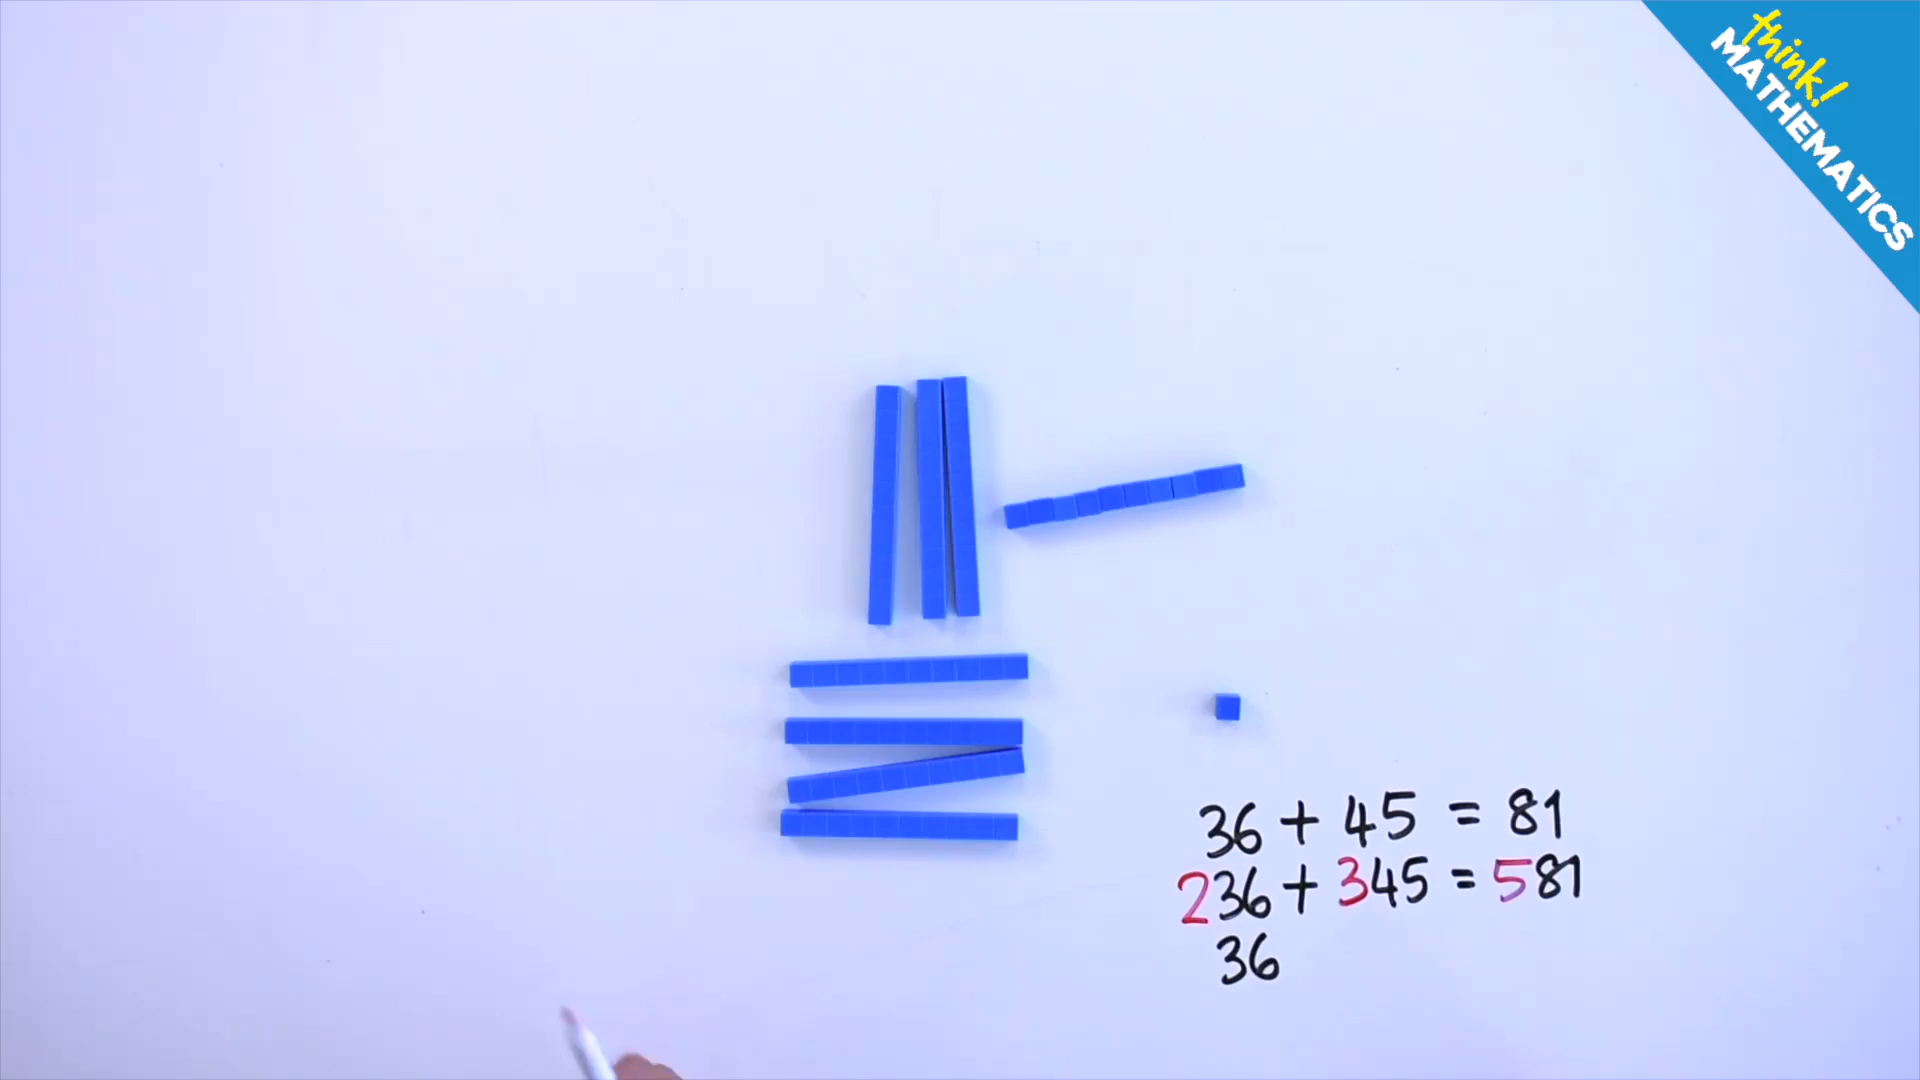 think!
MATHEMATICS
36 + 45 = 81
236 + 345 = 581
36